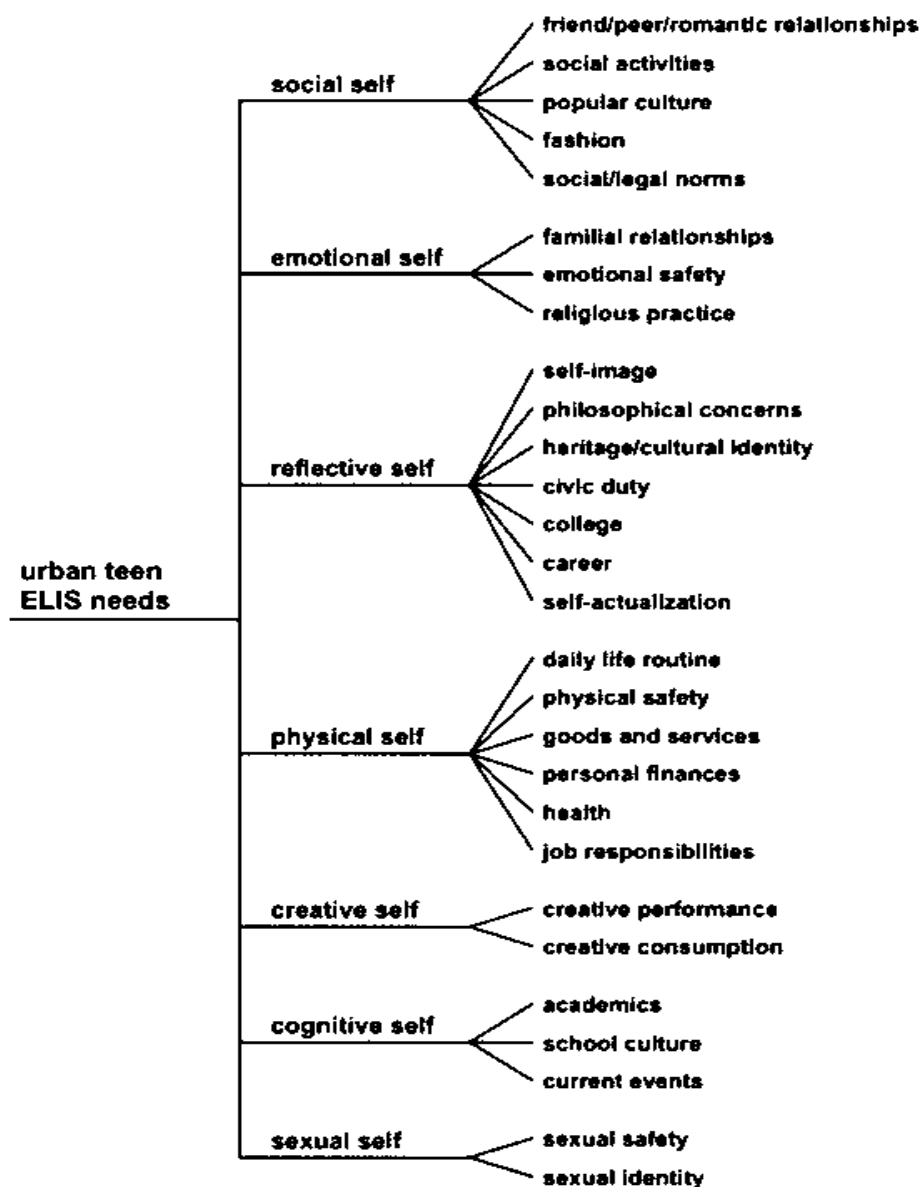 friend/peer/romantic relationships
social activities
social self
popular culture
fashion
social/legal norms
familial relationships
emotional self
emotional safety
religious practice
self-image
philosophical concerns
heritage/cultural identity
reflective self
civic duty
college
career
self-actualization
urban teen
ELIS needs
daily life routine
physical safety
physical self
goods and services
personal finances
health
job responsibilities
creative self
creative performance
creative consumption
academics
cognitive self
school culture
current events
sexual self
sexual safety
sexual identity